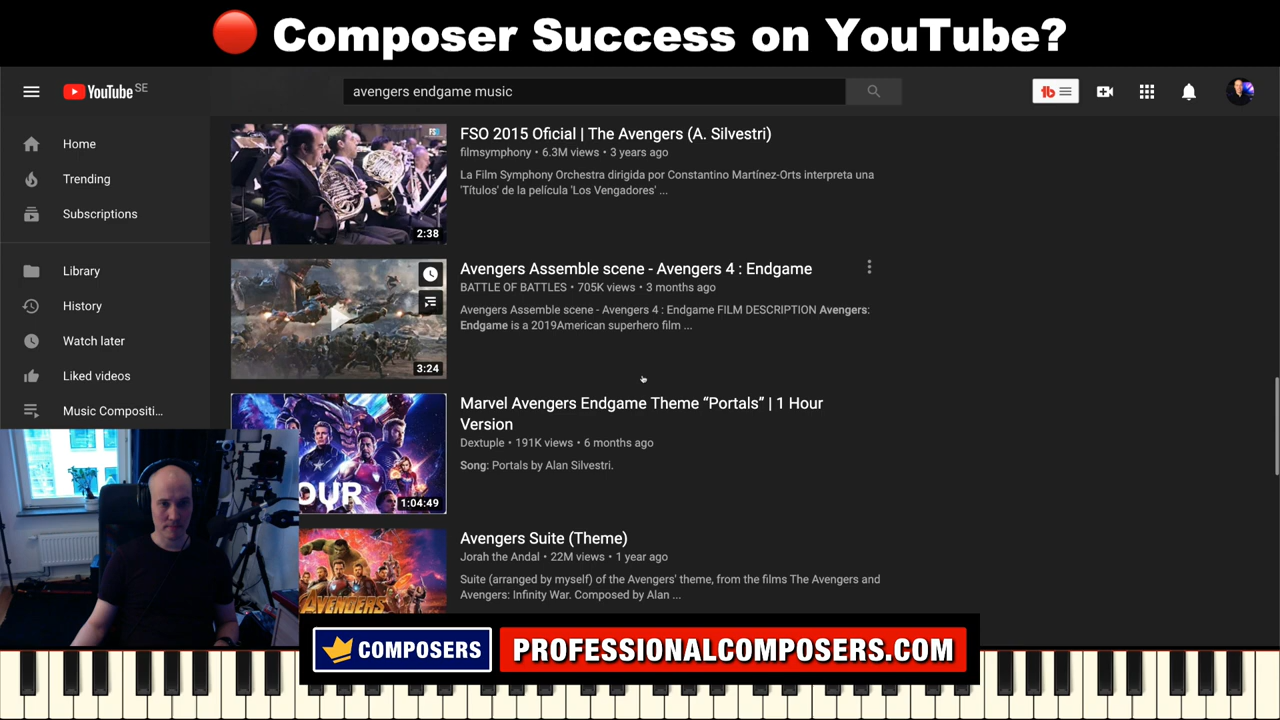 Composer Success on YouTube?
YouTube SE
avengers endgame music
Home
Trending
Subscriptions
Library
History
Watch later
Liked videos
Music Compositi...
FSO
2:38
FSO 2015 Oficial | The Avengers (A. Silvestri)
filmsymphony • 6.3M views • 3 years ago
La Film Symphony Orchestra dirigida por Constantino Martínez-Orts interpreta una
'Títulos' de la película 'Los Vengadores' ...
3:24
Avengers Assemble scene - Avengers 4 : Endgame
BATTLE OF BATTLES • 705K views • 3 months ago
Avengers Assemble scene - Avengers 4 : Endgame FILM DESCRIPTION Avengers:
Endgame is a 2019American superhero film ...
OUR
1:04:49
Marvel Avengers Endgame Theme “Portals” | 1 Hour
Version
Dextuple • 191K views • 6 months ago
Song: Portals by Alan Silvestri.
AVENGERS
Avengers Suite (Theme)
Jorah the Andal • 22M views • 1 year ago
Suite (arranged by myself) of the Avengers' theme, from the films The Avengers and
Avengers: Infinity War. Composed by Alan ...
COMPOSERS
PROFESSIONALCOMPOSERS.COM